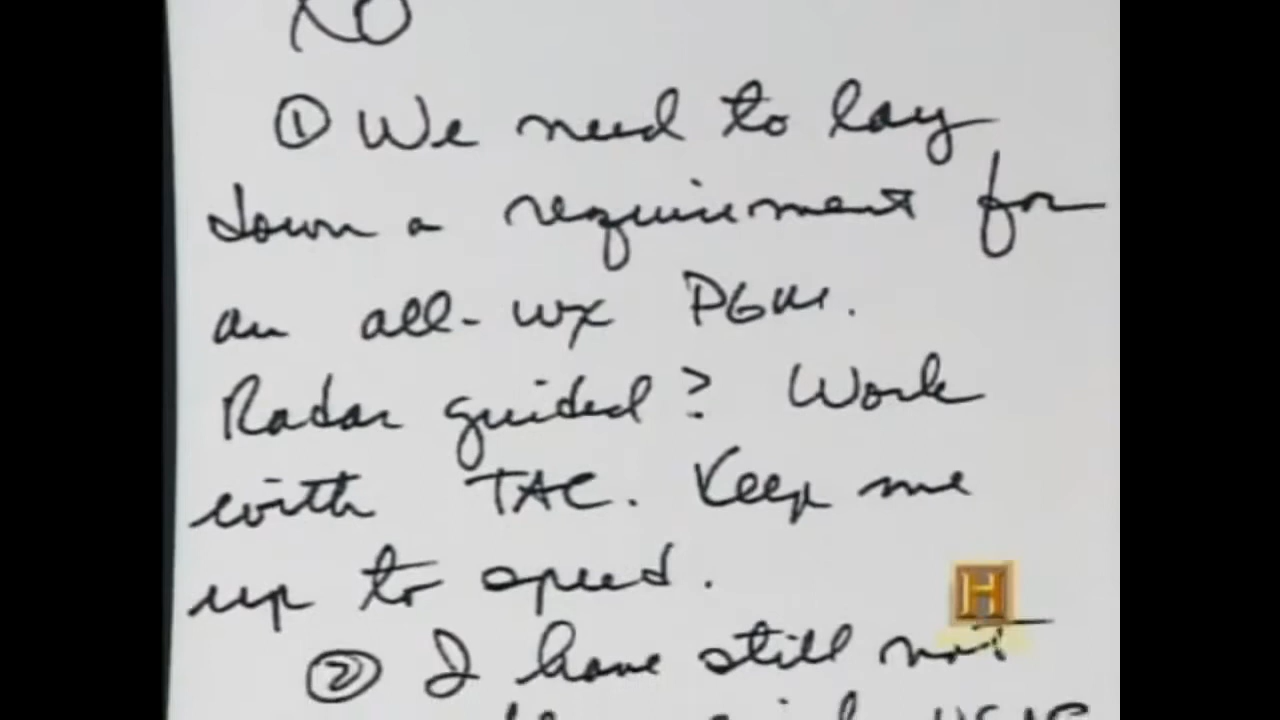 XO
① We need to lay
down a requirement for
an all-wx PGM.
Radar guided? Work
with TAC. Keep me
up to speed.
H
② I have still not